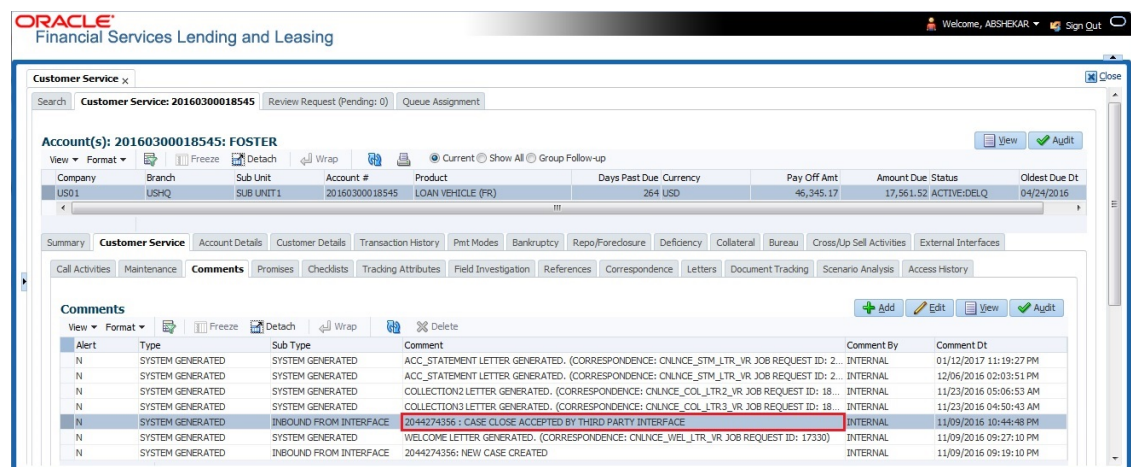 ORACLE
Financial Services Lending and Leasing
Welcome, ABSHEKAR Sign Out
Customer Service x
Close
Search Customer Service: 20160300018545 Review Request (Pending: 0) Queue Assignment
Account(s): 20160300018545: FOSTER
View Audit
View Format Freeze Detach Wrap Current Show All Group Follow-up
Company Branch Sub Unit Account # Product Days Past Due Currency Pay Off Amt Amount Due Status Oldest Due Dt
US01 USHQ SUB UNIT1 20160300018545 LOAN VEHICLE (FR) 264 USD 46,345.17 17,561.52 ACTIVE:DELQ 04/24/2016
Summary Customer Service Account Details Customer Details Transaction History Pmt Modes Bankruptcy Repo/Foreclosure Deficiency Collateral Bureau Cross/Up Sell Activities External Interfaces
Call Activities Maintenance Comments Promises Checklists Tracking Attributes Field Investigation References Correspondence Letters Document Tracking Scenario Analysis Access History
Comments
Add Edit View Audit
View Format Freeze Detach Wrap Delete
Alert Type Sub Type Comment Comment By Comment Dt
N SYSTEM GENERATED SYSTEM GENERATED ACC_STATEMENT LETTER GENERATED. (CORRESPONDENCE: CNLNCE_STM_LTR_VR JOB REQUEST ID: 2... INTERNAL 01/12/2017 11:19:27 PM
N SYSTEM GENERATED SYSTEM GENERATED ACC_STATEMENT LETTER GENERATED. (CORRESPONDENCE: CNLNCE_STM_LTR_VR JOB REQUEST ID: 2... INTERNAL 12/06/2016 02:03:51 PM
N SYSTEM GENERATED SYSTEM GENERATED COLLECTION2 LETTER GENERATED. (CORRESPONDENCE: CNLNCE_COL_LTR2_VR JOB REQUEST ID: 18... INTERNAL 11/23/2016 05:06:53 AM
N SYSTEM GENERATED SYSTEM GENERATED COLLECTION3 LETTER GENERATED. (CORRESPONDENCE: CNLNCE_COL_LTR3_VR JOB REQUEST ID: 18... INTERNAL 11/23/2016 04:50:43 AM
N SYSTEM GENERATED INBOUND FROM INTERFACE 2044274356 : CASE CLOSE ACCEPTED BY THIRD PARTY INTERFACE INTERNAL 11/09/2016 10:44:48 PM
N SYSTEM GENERATED SYSTEM GENERATED WELCOME LETTER GENERATED. (CORRESPONDENCE: CNLNCE_WEL_LTR_VR JOB REQUEST ID: 17330) INTERNAL 11/09/2016 09:27:10 PM
N SYSTEM GENERATED INBOUND FROM INTERFACE 2044274356: NEW CASE CREATED INTERNAL 11/09/2016 09:19:10 PM